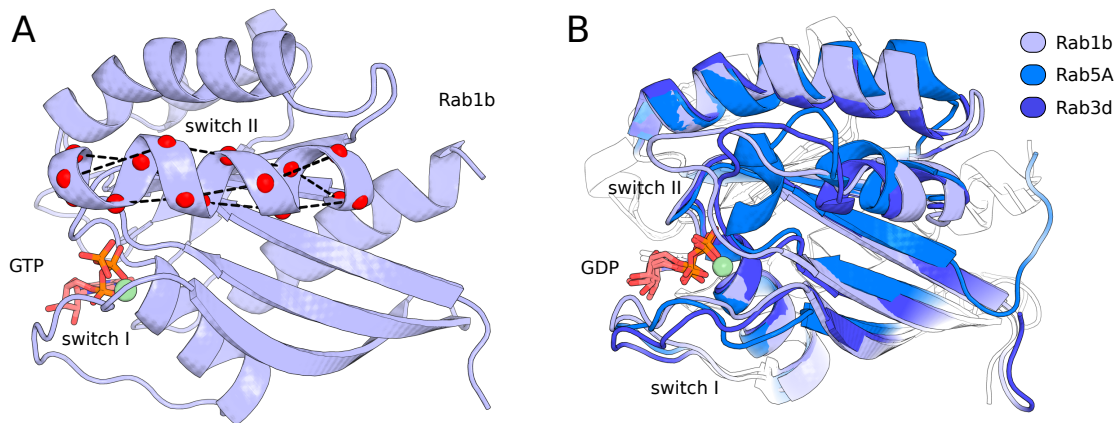 A
switch II
Rab1b
GTP
switch I
B
Rab1b
Rab5A
Rab3d
switch II
GDP
switch I